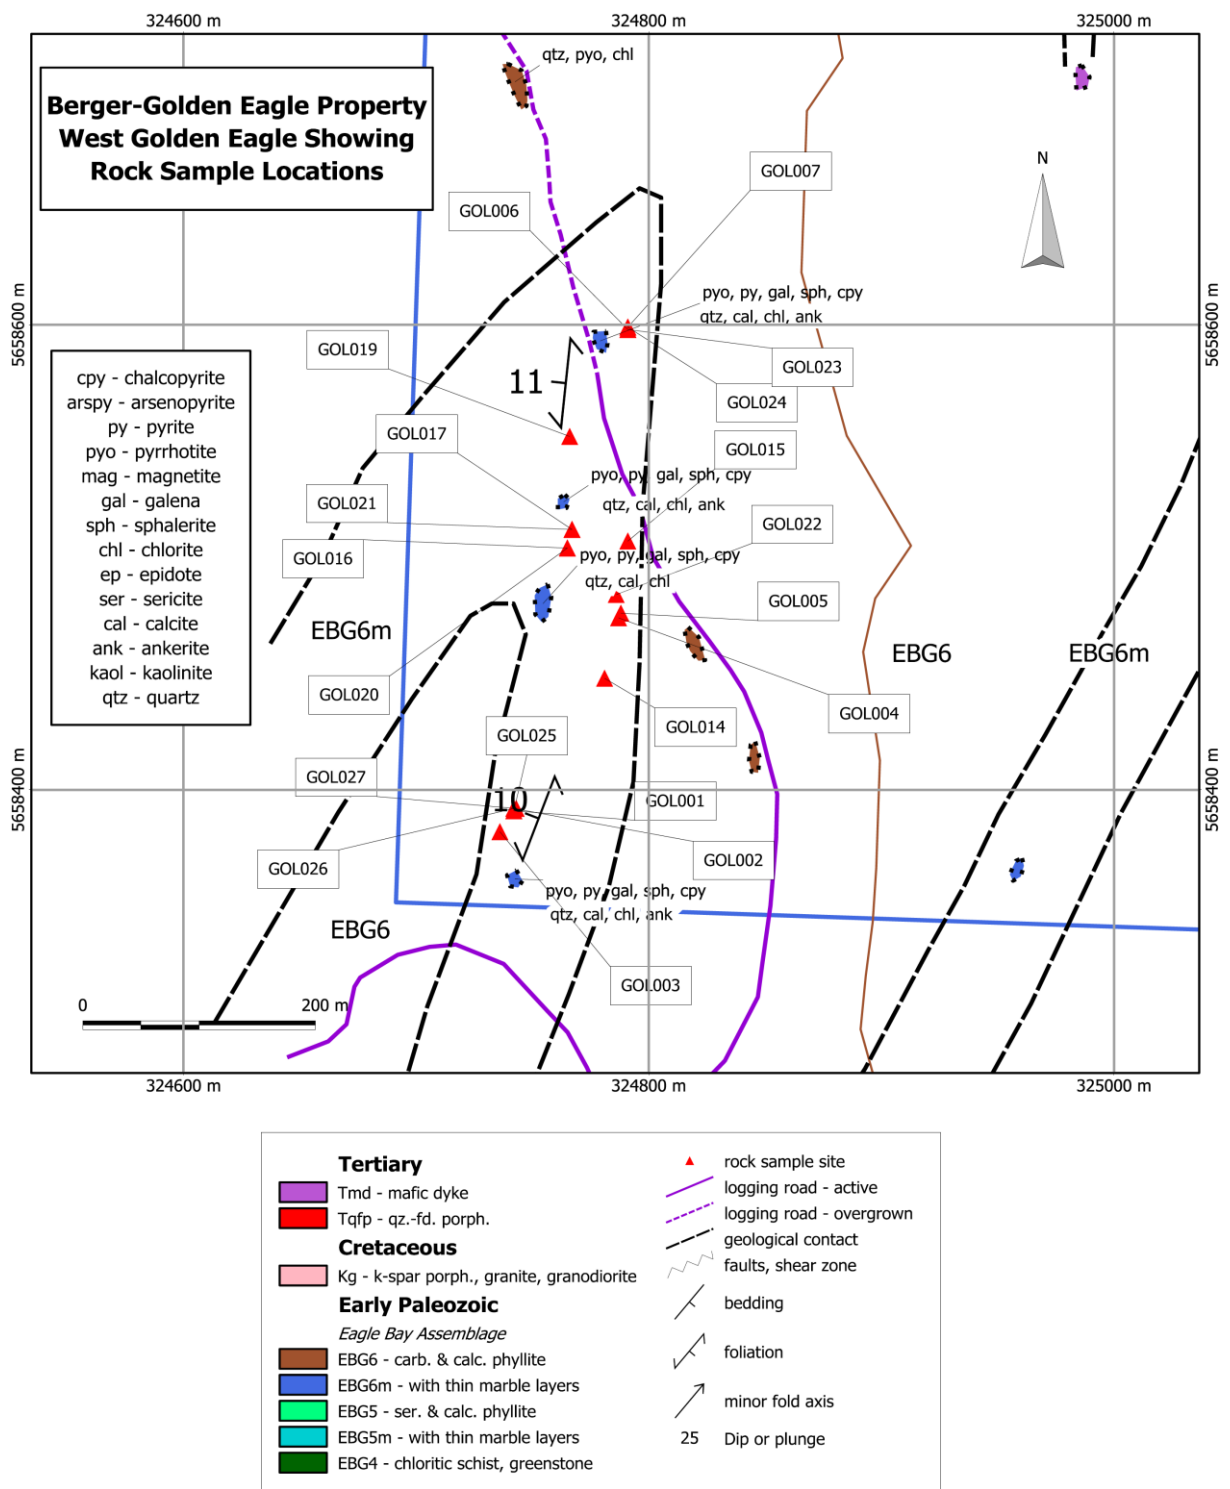 324600 m
324800 m
325000 m
qtz, pyo, chl
Berger-Golden Eagle Property
West Golden Eagle Showing
Rock Sample Locations
GOL007
N
GOL006
pyo, py, gal, sph, cpy
qtz, cal, chl, ank
5658600 m
5658600 m
GOL019
GOL023
11
GOL024
cpy - chalcopyrite
arspy - arsenopyrite
py - pyrite
pyo - pyrrhotite
mag - magnetite
gal - galena
sph - sphalerite
chl - chlorite
ep - epidote
ser - sericite
cal - calcite
ank - ankerite
kaol - kaolinite
qtz - quartz
GOL017
GOL015
pyo, py, gal, sph, cpy
qtz, cal, chl, ank
GOL021
GOL022
GOL016
pyo, py, gal, sph, cpy
qtz, cal, chl
GOL005
EBG6m
EBG6
EBG6m
GOL020
GOL004
GOL014
GOL025
GOL027
10
GOL001
5658400 m
5658400 m
GOL002
GOL026
pyo, py, gal, sph, cpy
qtz, cal, chl, ank
EBG6
GOL003
0
200 m
324600 m
324800 m
325000 m
Tertiary
Tmd - mafic dyke
Tqfp - qz.-fd. porph.
Cretaceous
Kg - k-spar porph., granite, granodiorite
Early Paleozoic
Eagle Bay Assemblage
EBG6 - carb. & calc. phyllite
EBG6m - with thin marble layers
EBG5 - ser. & calc. phyllite
EBG5m - with thin marble layers
EBG4 - chloritic schist, greenstone
rock sample site
logging road - active
logging road - overgrown
geological contact
faults, shear zone
bedding
foliation
minor fold axis
25 Dip or plunge